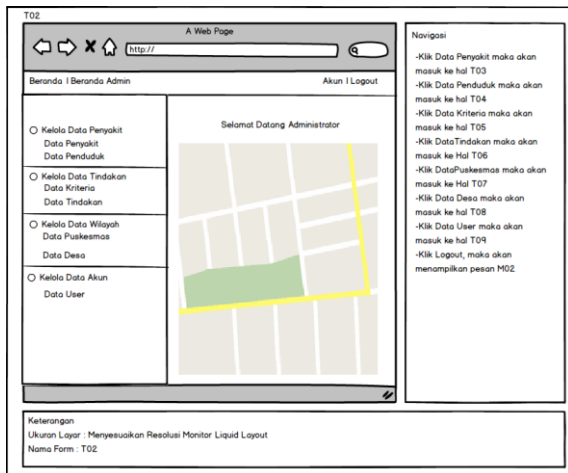 T02
A Web Page
http://
Beranda | Beranda Admin
Akun | Logout
Kelola Data Penyakit
Data Penyakit
Data Penduduk
Kelola Data Tindakan
Data Kriteria
Data Tindakan
Kelola Data Wilayah
Data Puskesmas
Data Desa
Kelola Data Akun
Data User
Selamat Datang Administrator
Navigasi
-Klik Data Penyakit maka akan
masuk ke hal T03
-Klik Data Penduduk maka akan
masuk ke hal T04
-Klik Data Kriteria maka akan
masuk ke hal T05
-Klik DataTindakan maka akan
masuk ke Hal T06
-Klik DataPuskesmas maka akan
masuk ke Hal T07
-Klik Data Desa maka akan
masuk ke hal T08
-Klik Data User maka akan
masuk ke hal T09
-Klik Logout, maka akan
menampilkan pesan M02
Keterangan
Ukuran Layar : Menyesuaikan Resolusi Monitor Liquid Layout
Nama Form : T02